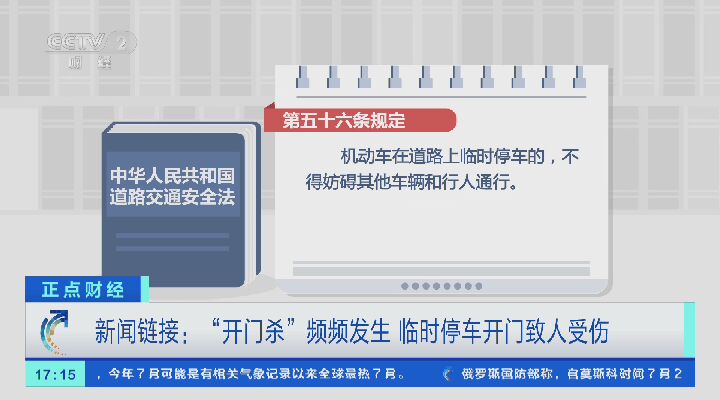 CCTV 2
财经
第五十六条规定
机动车在道路上临时停车的，不
得妨碍其他车辆和行人通行。
中华人民共和国
道路交通安全法
正点财经
新闻链接：“开门杀”频频发生 临时停车开门致人受伤
17:15
，今年7月可能是有相关气象记录以来全球最热7月。
俄罗斯国防部称，自莫斯科时间7月2